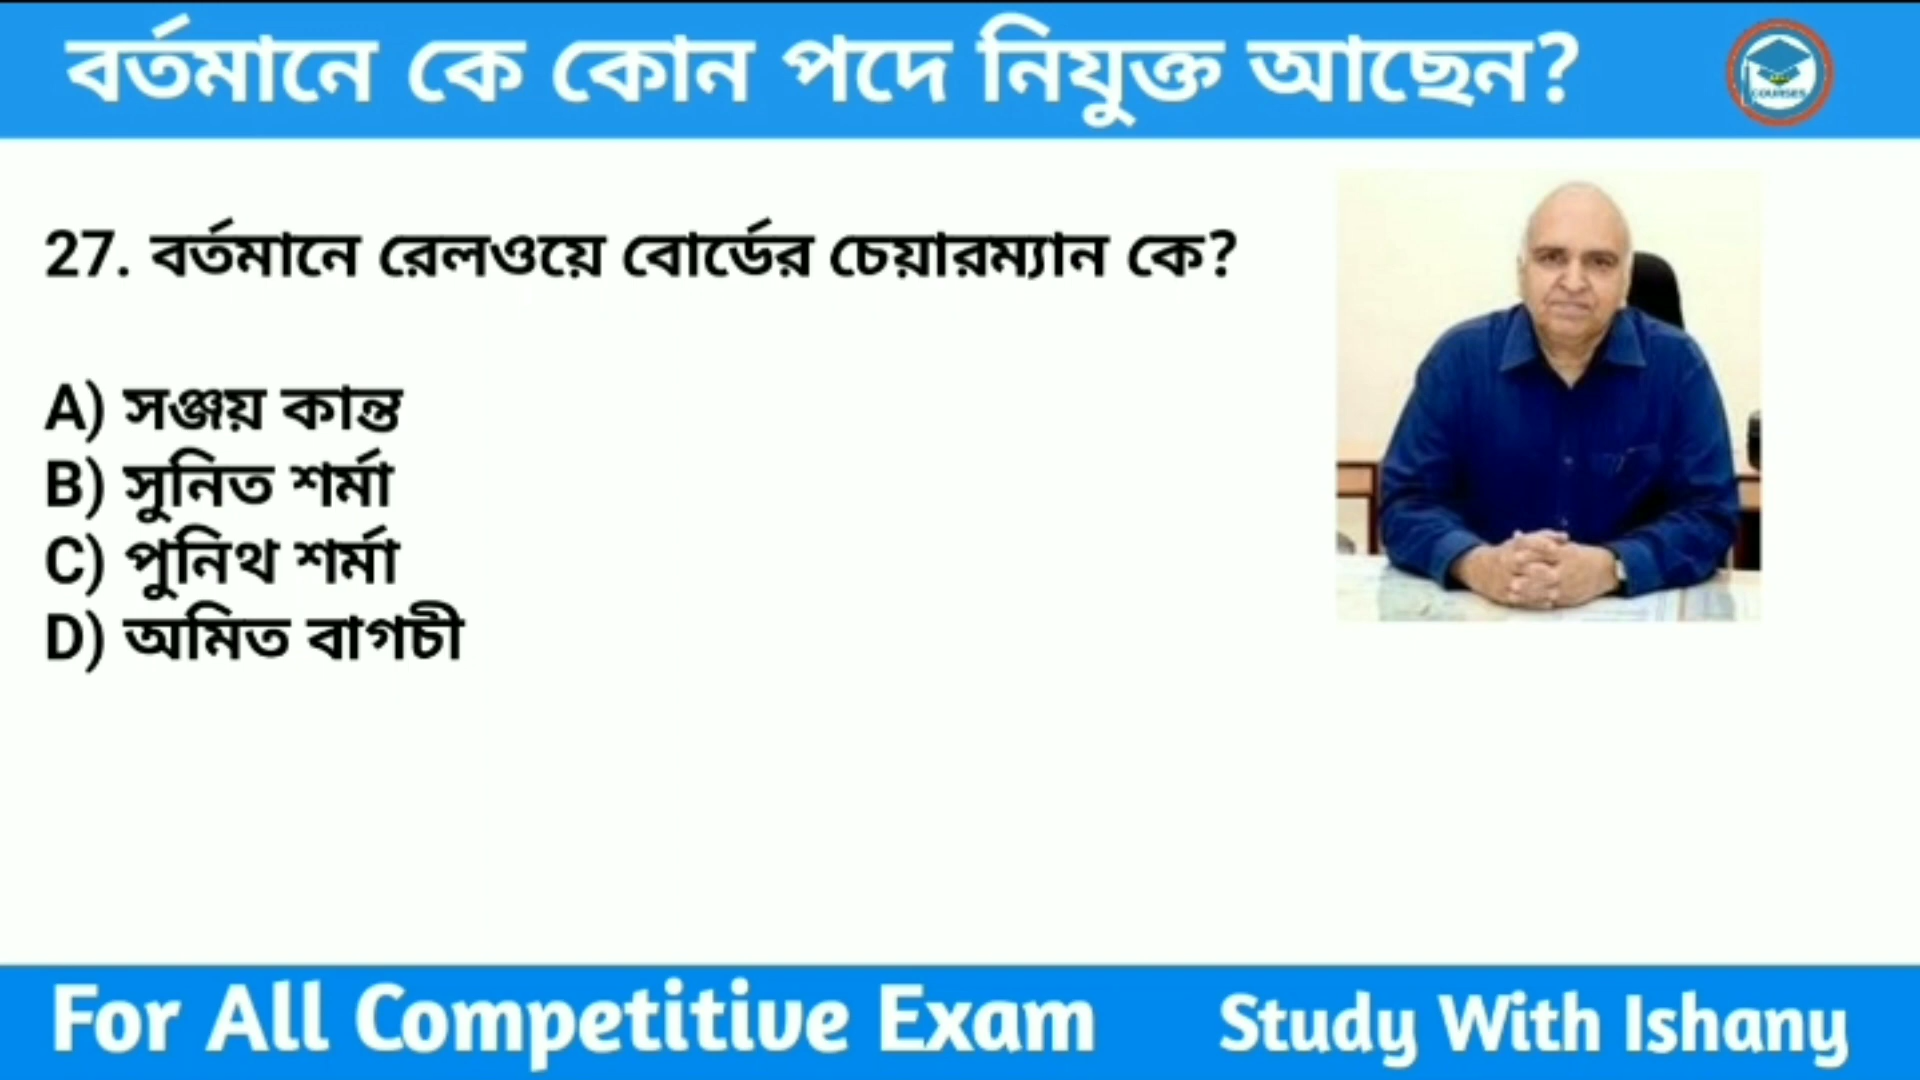 বর্তমানে কে কোন পদে নিযুক্ত আছেন?
COURSES
27. বর্তমানে রেলওয়ে বোর্ডের চেয়ারম্যান কে?
A) সঞ্জয় কান্ত
B) সুনিত শর্মা
C) পুনিথ শর্মা
D) অমিত বাগচী
For All Competitive Exam
Study With Ishany